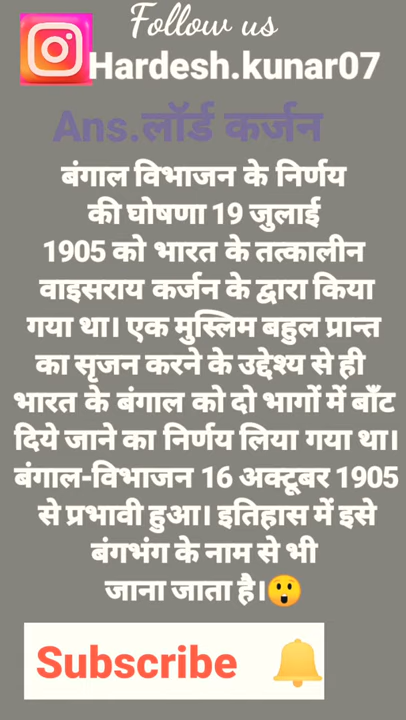 Follow us
Hardesh.kunar07
Ans.लॉर्ड कर्जन
बंगाल विभाजन के निर्णय
की घोषणा 19 जुलाई
1905 को भारत के तत्कालीन
वाइसराय कर्जन के द्वारा किया
गया था। एक मुस्लिम बहुल प्रान्त
का सृजन करने के उद्देश्य से ही
भारत के बंगाल को दो भागों में बाँट
दिये जाने का निर्णय लिया गया था।
बंगाल-विभाजन 16 अक्टूबर 1905
से प्रभावी हुआ। इतिहास में इसे
बंगभंग के नाम से भी
जाना जाता है।😲
Subscribe